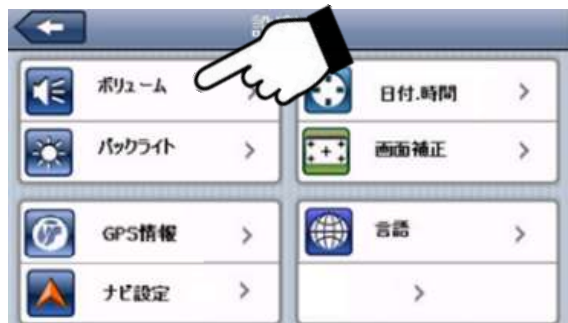 ボリューム
バックライト
日付.時間
画面補正
GPS情報
ナビ設定
言語